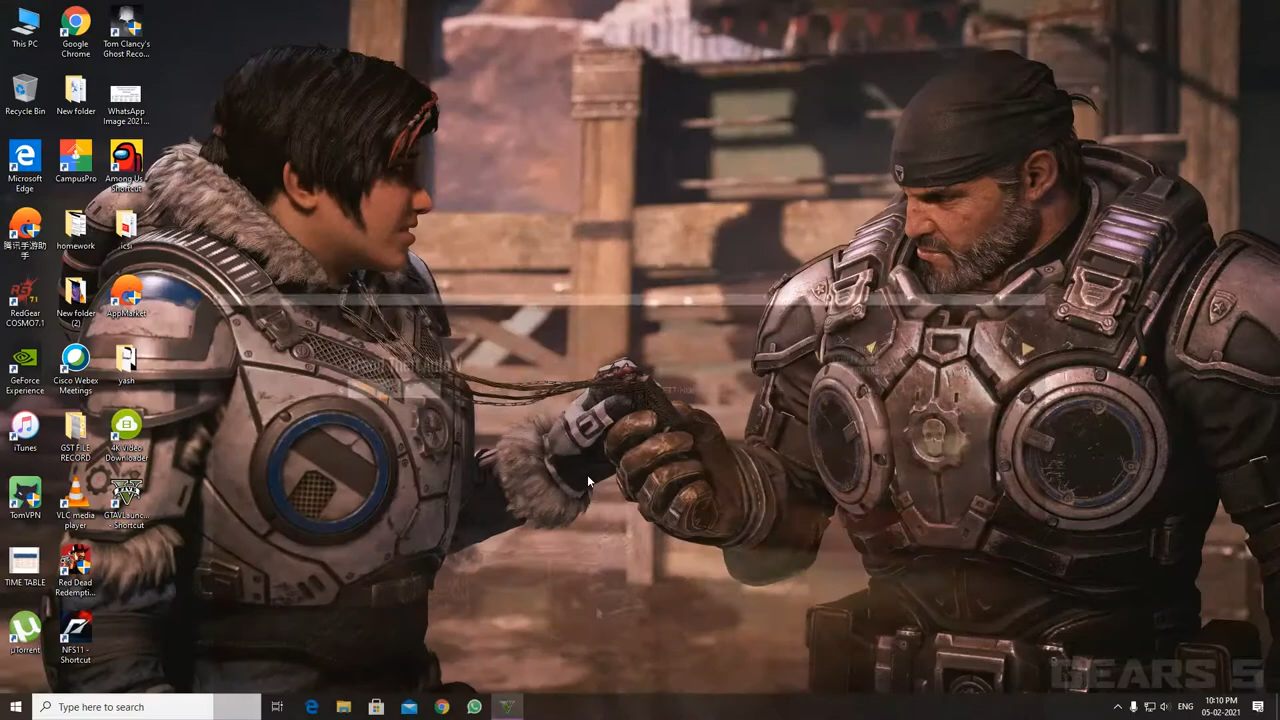 This PC
Google
Chrome
Tom Clancy's
Ghost Reco...
Recycle Bin
New folder
WhatsApp
Image 2021...
Microsoft
Edge
CampusPro
Among Us -
Shortcut
腾讯手游助
手
homework
icsi
RedGear
COSMO7.1
New folder
(2)
AppMarket
GeForce
Experience
Cisco Webex
Meetings
yash
iTunes
GST FILE
RECORD
4K Video
Downloader
TomVPN
VLC media
player
GTAVLaunc...
- Shortcut
TIME TABLE
Red Dead
Redempti...
µTorrent
NFS11 -
Shortcut
GEARS 5
Type here to search
ENG
10:10 PM
05-02-2021